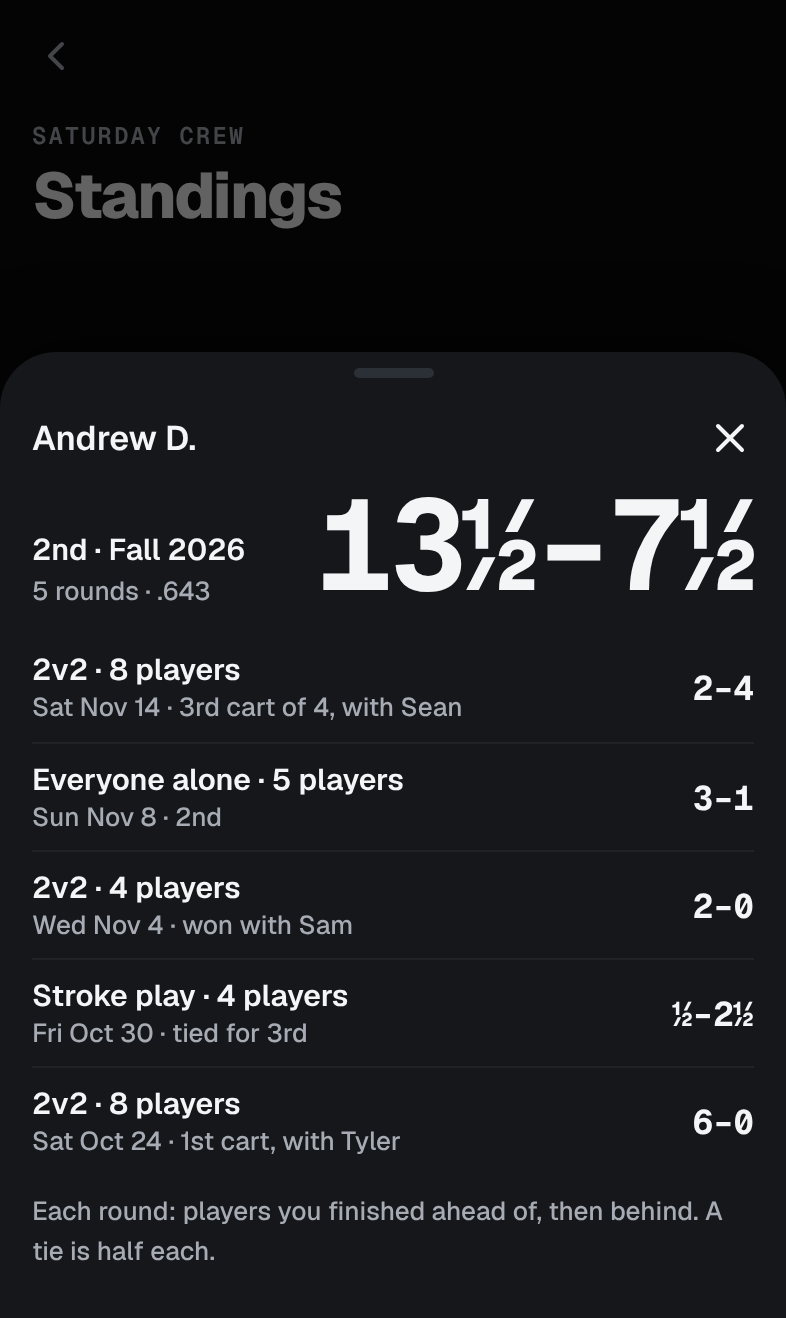 SATURDAY CREW
Standings
Andrew D.
2nd · Fall 2026
5 rounds · .643
13½–7½
2v2 · 8 players
Sat Nov 14 · 3rd cart of 4, with Sean
2–4
Everyone alone · 5 players
Sun Nov 8 · 2nd
3–1
2v2 · 4 players
Wed Nov 4 · won with Sam
2–0
Stroke play · 4 players
Fri Oct 30 · tied for 3rd
½–2½
2v2 · 8 players
Sat Oct 24 · 1st cart, with Tyler
6–0
Each round: players you finished ahead of, then behind. A
tie is half each.